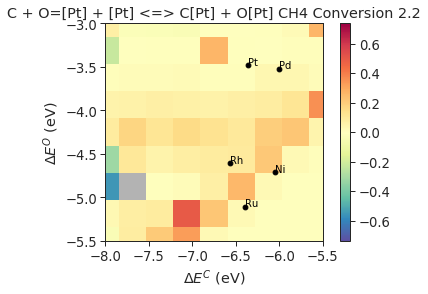 C + O=[Pt] + [Pt] <=> C[Pt] + O[Pt] CH4 Conversion 2.2
−3.0
−3.5
−4.0
−4.5
−5.0
−5.5
ΔE^O (eV)
Pt
Pd
Rh
Ni
Ru
−8.0 −7.5 −7.0 −6.5 −6.0 −5.5
ΔE^C (eV)
0.6
0.4
0.2
0.0
−0.2
−0.4
−0.6